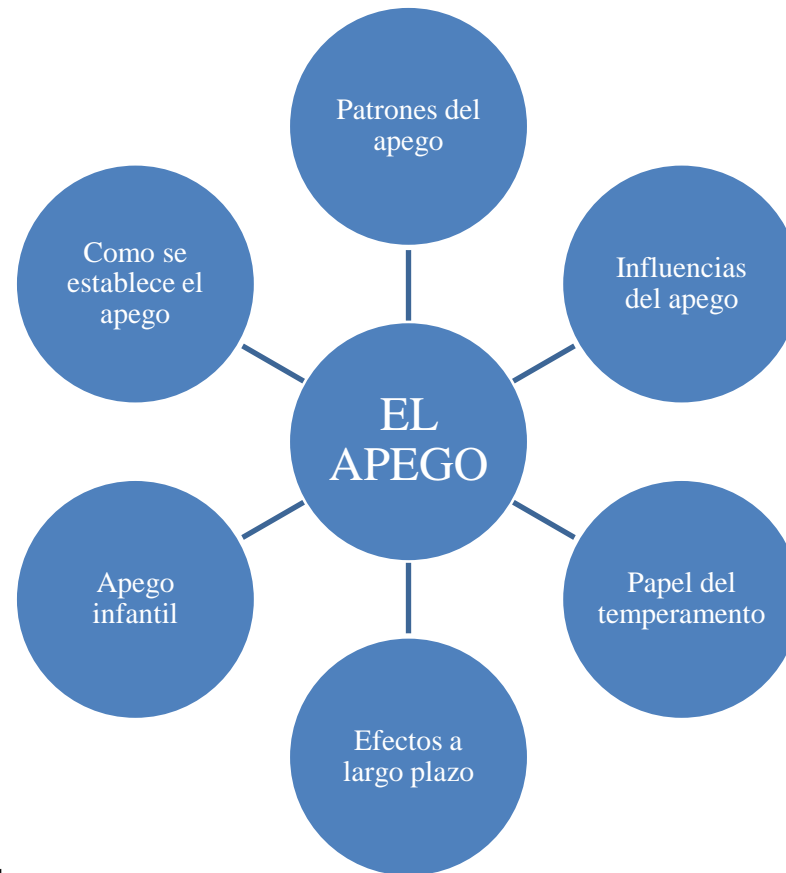 Patrones del
apego
Influencias
del apego
Papel del
temperamento
Efectos a
largo plazo
Apego
infantil
Como se
establece el
apego
EL
APEGO